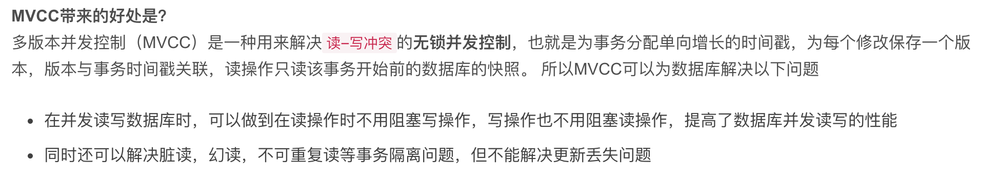 MVCC带来的好处是?
多版本并发控制（MVCC）是一种用来解决读-写冲突的无锁并发控制，也就是为事务分配单向增长的时间戳，为每个修改保存一个版
本，版本与事务时间戳关联，读操作只读该事务开始前的数据库的快照。 所以MVCC可以为数据库解决以下问题
• 在并发读写数据库时，可以做到在读操作时不用阻塞写操作，写操作也不用阻塞读操作，提高了数据库并发读写的性能
• 同时还可以解决脏读，幻读，不可重复读等事务隔离问题，但不能解决更新丢失问题